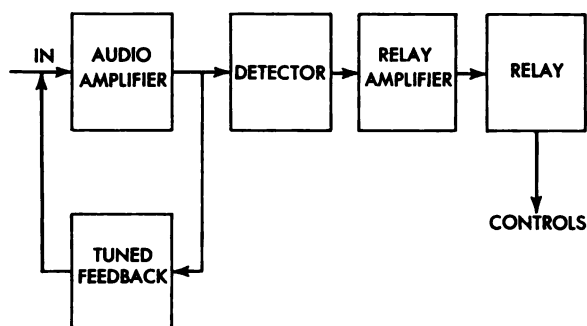 IN
AUDIO
AMPLIFIER
DETECTOR
RELAY
AMPLIFIER
RELAY
CONTROLS
TUNED
FEEDBACK